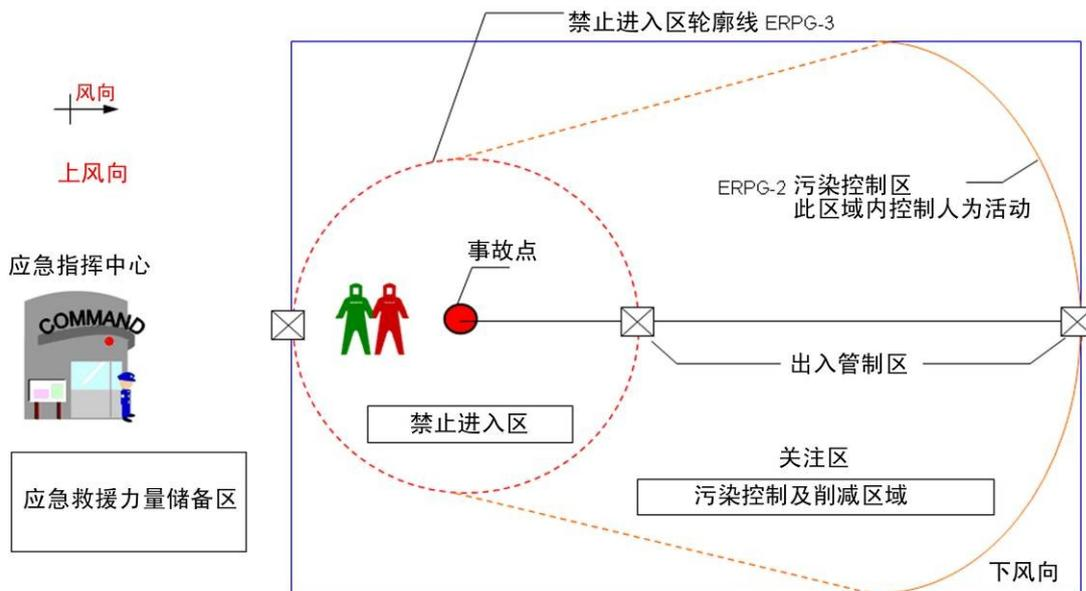 禁止进入区轮廓线 ERPG-3
风向
上风向
ERPG-2 污染控制区
此区域内控制人为活动
事故点
应急指挥中心
COMMAND
出入管制区
禁止进入区
关注区
应急救援力量储备区
污染控制及削减区域
下风向